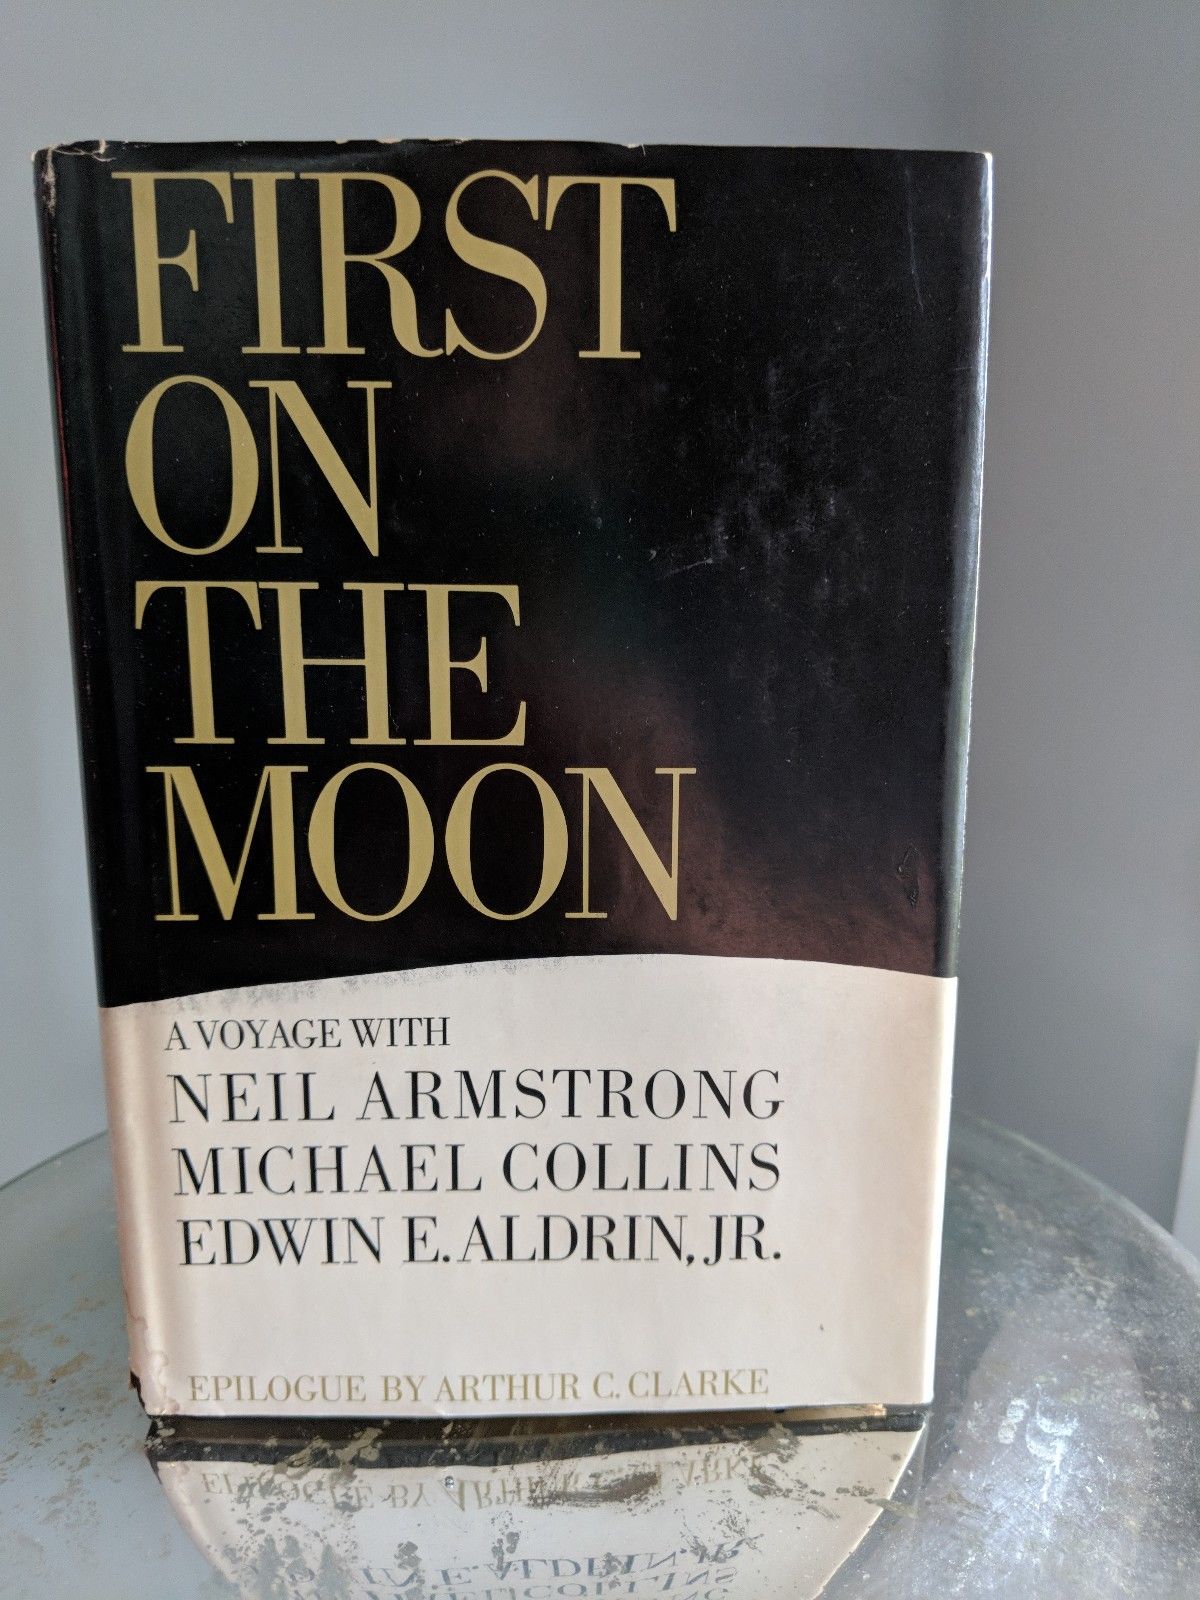 FIRST
ON
THE
MOON
A VOYAGE WITH
NEIL ARMSTRONG
MICHAEL COLLINS
EDWIN E. ALDRIN, JR.
EPILOGUE BY ARTHUR C. CLARKE